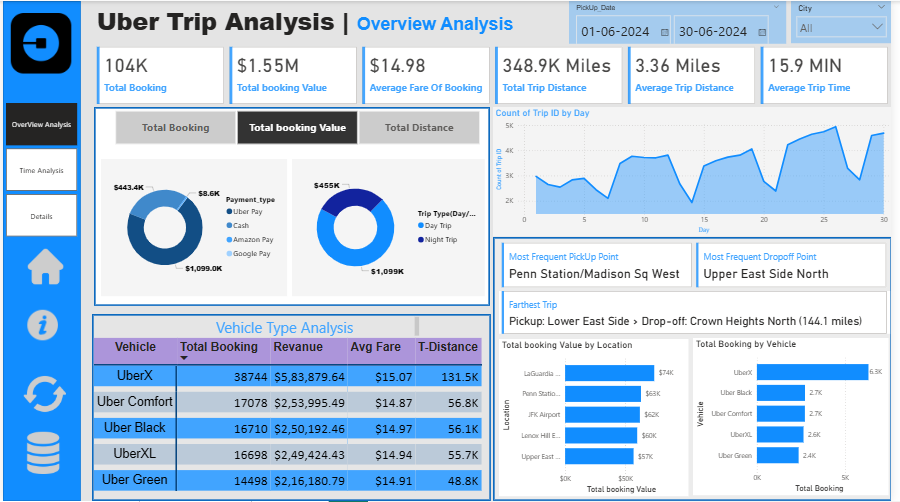 Uber Trip Analysis | Overview Analysis
PickUp_Date
01-06-2024
30-06-2024
City
All
OverView Analysis
Time Analysis
Details
104K
Total Booking
$1.55M
Total booking Value
$14.98
Average Fare Of Booking
348.9K Miles
Total Trip Distance
3.36 Miles
Average Trip Distance
15.9 MIN
Average Trip Time
Total Booking
Total booking Value
Total Distance
$443.4K
$8.6K
$1,099.0K
Payment_type
Uber Pay
Cash
Amazon Pay
Google Pay
$455K
$1,099K
Trip Type(Day/...
Day Trip
Night Trip
Count of Trip ID by Day
Count of Trip ID
5K
4K
3K
2K
0 5 10 15 20 25 30
Day
Vehicle Type Analysis
Vehicle Total Booking Revanue Avg Fare T-Distance
UberX 38744 $5,83,879.64 $15.07 131.5K
Uber Comfort 17078 $2,53,995.49 $14.87 56.8K
Uber Black 16710 $2,50,192.46 $14.97 56.1K
UberXL 16698 $2,49,424.43 $14.94 55.7K
Uber Green 14498 $2,16,180.79 $14.91 48.8K
Most Frequent PickUp Point
Penn Station/Madison Sq West
Most Frequent Dropoff Point
Upper East Side North
Farthest Trip
Pickup: Lower East Side > Drop-off: Crown Heights North (144.1 miles)
Total booking Value by Location
Location
LaGuardia ... $74K
Penn Statio... $63K
JFK Airport $62K
Lenox Hill E... $60K
Upper East ... $57K
$0K $50K
Total booking Value
Total Booking by Vehicle
Vehicle
UberX 6.3K
Uber Black 2.7K
Uber Comfort 2.7K
UberXL 2.6K
Uber Green 2.4K
0K 5K
Total Booking